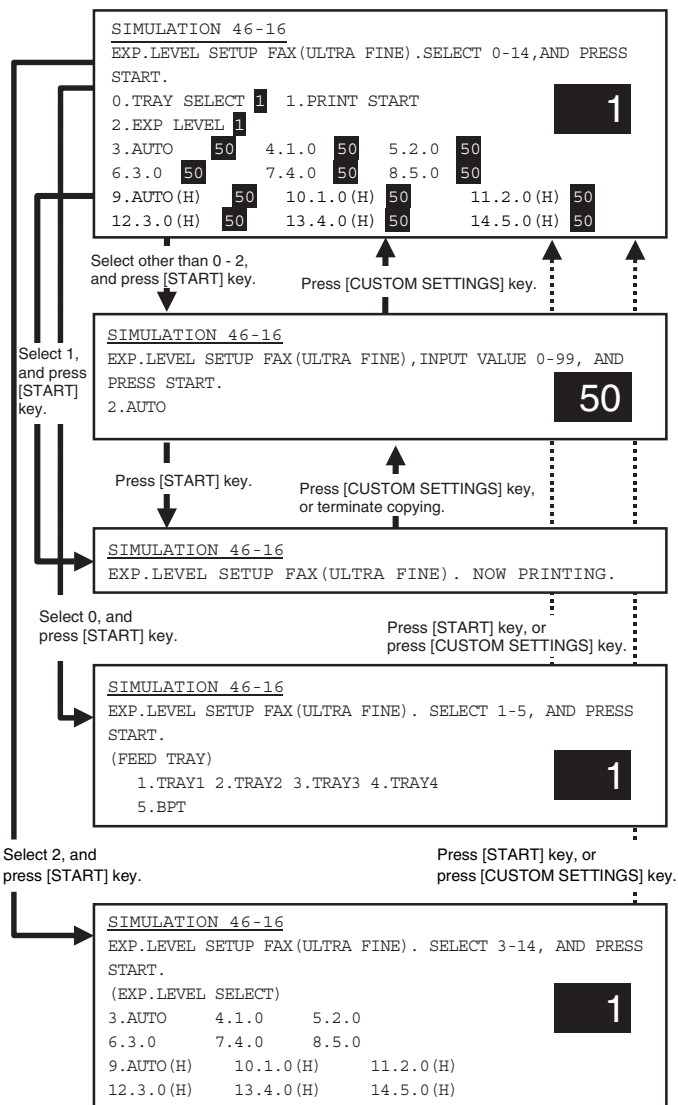 SIMULATION 46-16
EXP.LEVEL SETUP FAX(ULTRA FINE).SELECT 0-14,AND PRESS
START.
0.TRAY SELECT 1 1.PRINT START
1
2.EXP LEVEL 1
3.AUTO 50 4.1.0 50 5.2.0 50
6.3.0 50 7.4.0 50 8.5.0 50
9.AUTO(H) 50 10.1.0(H) 50 11.2.0(H) 50
12.3.0(H) 50 13.4.0(H) 50 14.5.0(H) 50
Select other than 0 - 2,
and press [START] key.
Press [CUSTOM SETTINGS] key.
Select 1,
and press
[START]
key.
SIMULATION 46-16
EXP.LEVEL SETUP FAX(ULTRA FINE),INPUT VALUE 0-99, AND
PRESS START.
2.AUTO
50
Press [START] key.
Press [CUSTOM SETTINGS] key,
or terminate copying.
SIMULATION 46-16
EXP.LEVEL SETUP FAX(ULTRA FINE). NOW PRINTING.
Select 0, and
press [START] key.
Press [START] key, or
press [CUSTOM SETTINGS] key.
SIMULATION 46-16
EXP.LEVEL SETUP FAX(ULTRA FINE). SELECT 1-5, AND PRESS
START.
(FEED TRAY)
1.TRAY1 2.TRAY2 3.TRAY3 4.TRAY4
5.BPT
1
Select 2, and
press [START] key.
Press [START] key, or
press [CUSTOM SETTINGS] key.
SIMULATION 46-16
EXP.LEVEL SETUP FAX(ULTRA FINE). SELECT 3-14, AND PRESS
START.
(EXP.LEVEL SELECT)
1
3.AUTO 4.1.0 5.2.0
6.3.0 7.4.0 8.5.0
9.AUTO(H) 10.1.0(H) 11.2.0(H)
12.3.0(H) 13.4.0(H) 14.5.0(H)